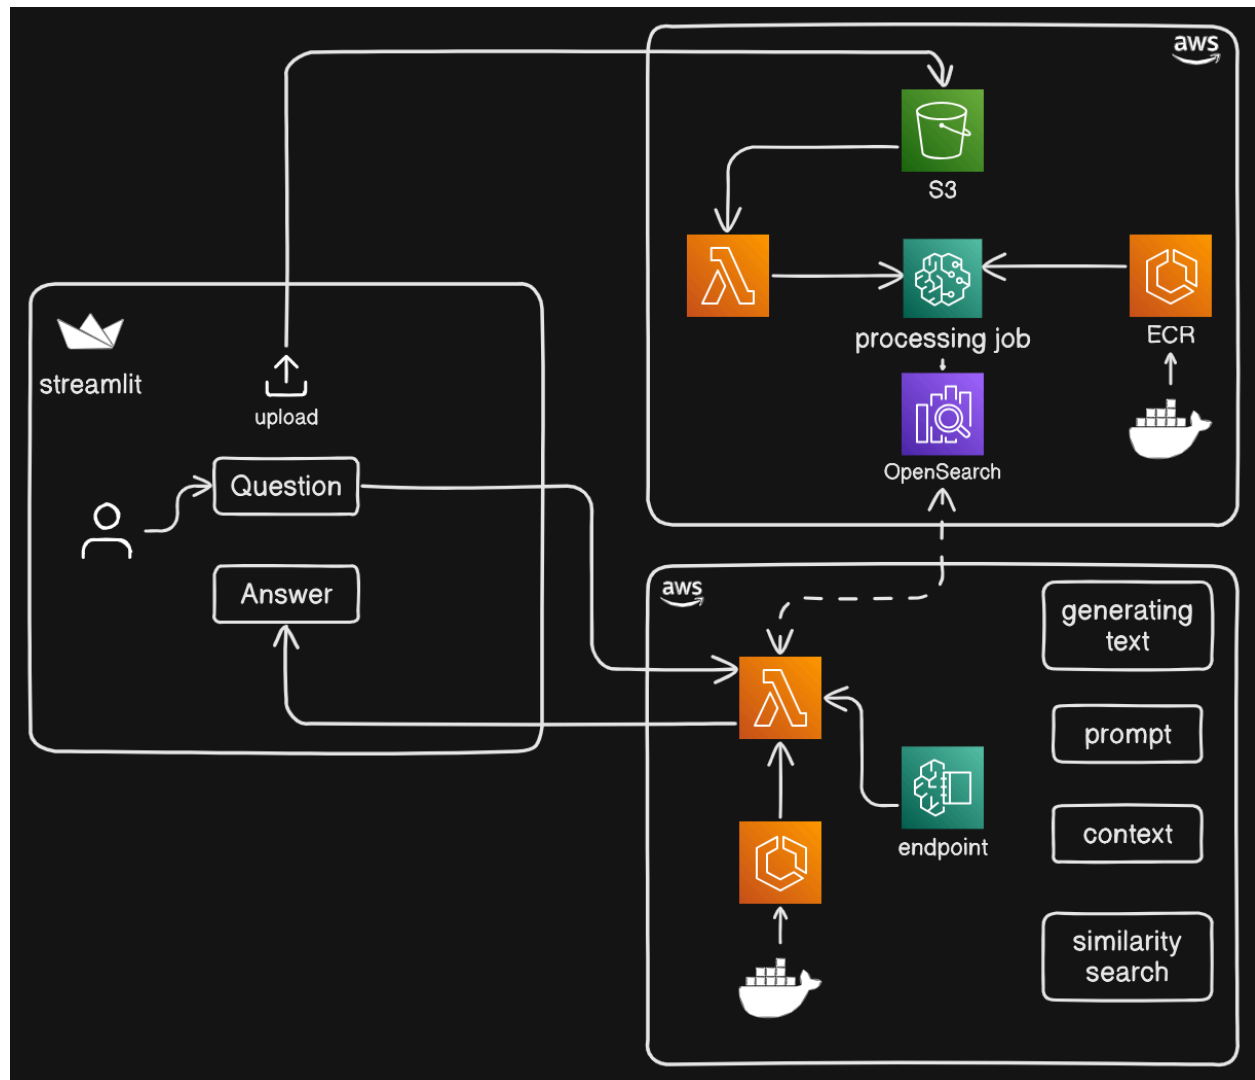 aws
S3
processing job
ECR
OpenSearch
streamlit
upload
Question
Answer
aws
generating
text
prompt
context
similarity
search
endpoint